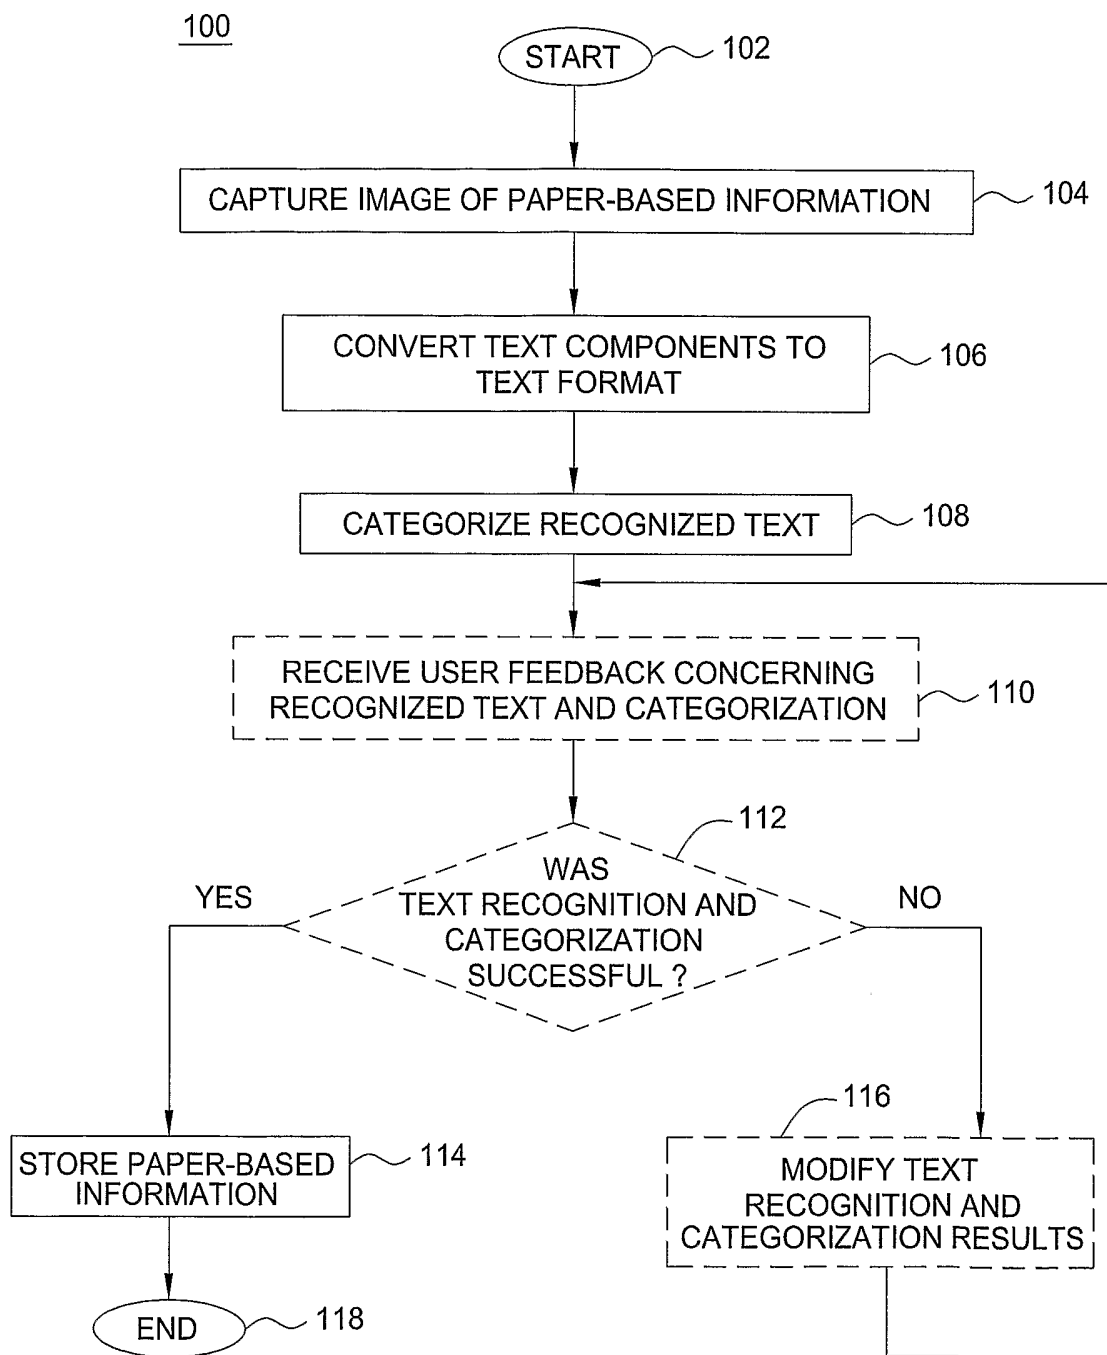 100
START
102
CAPTURE IMAGE OF PAPER-BASED INFORMATION
104
CONVERT TEXT COMPONENTS TO
TEXT FORMAT
106
CATEGORIZE RECOGNIZED TEXT
108
RECEIVE USER FEEDBACK CONCERNING
RECOGNIZED TEXT AND CATEGORIZATION
110
112
WAS
TEXT RECOGNITION AND
CATEGORIZATION
SUCCESSFUL ?
YES
NO
STORE PAPER-BASED
INFORMATION
114
116
MODIFY TEXT
RECOGNITION AND
CATEGORIZATION RESULTS
END
118